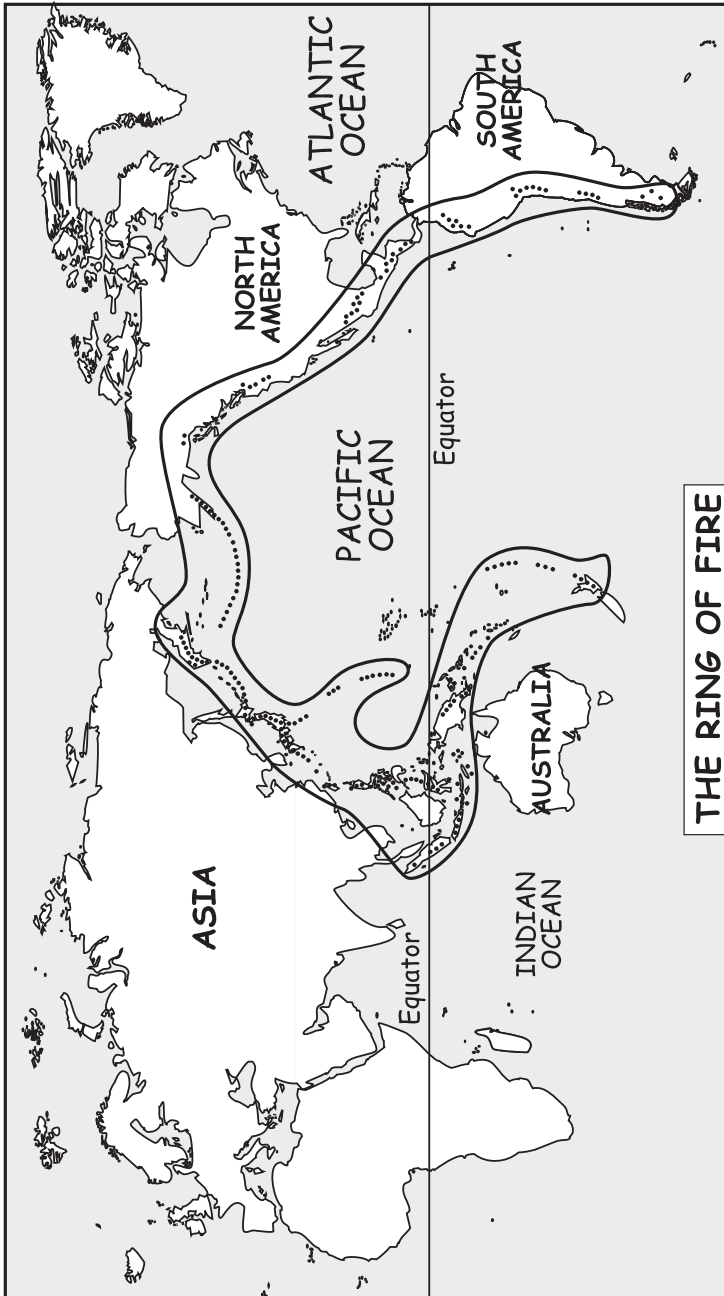 ATLANTIC
OCEAN
SOUTH
AMERICA
NORTH
AMERICA
PACIFIC
OCEAN
Equator
ASIA
AUSTRALIA
Equator
INDIAN
OCEAN
THE RING OF FIRE